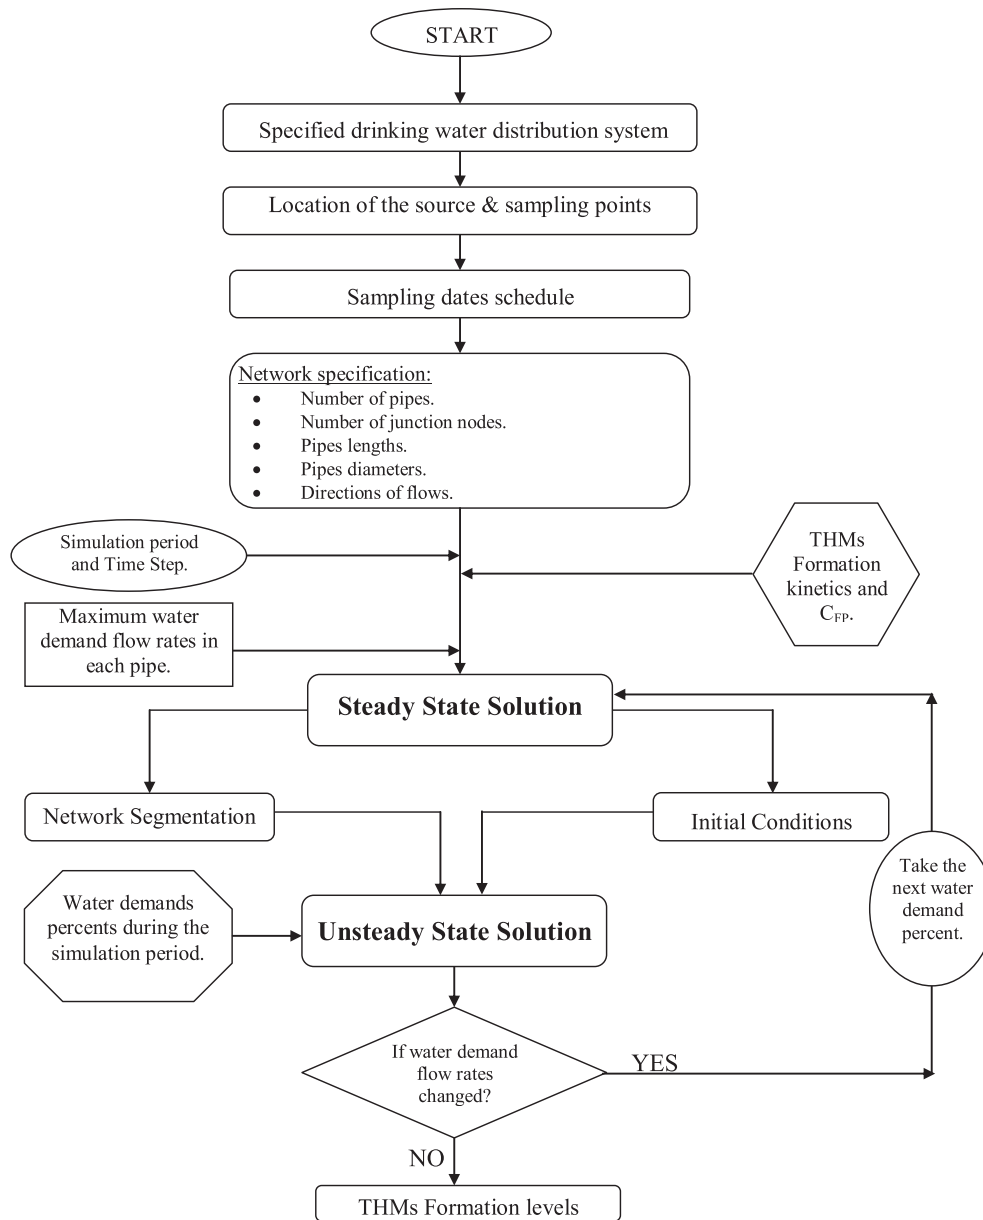 START
Specified drinking water distribution system
Location of the source & sampling points
Sampling dates schedule
Network specification:
• Number of pipes.
• Number of junction nodes.
• Pipes lengths.
• Pipes diameters.
• Directions of flows.
Simulation period
and Time Step.
THMs
Formation
kinetics and
C_FP.
Maximum water
demand flow rates in
each pipe.
Steady State Solution
Network Segmentation
Initial Conditions
Take the
next water
demand
percent.
Water demands
percents during the
simulation period.
Unsteady State Solution
If water demand
flow rates
changed?
YES
NO
THMs Formation levels